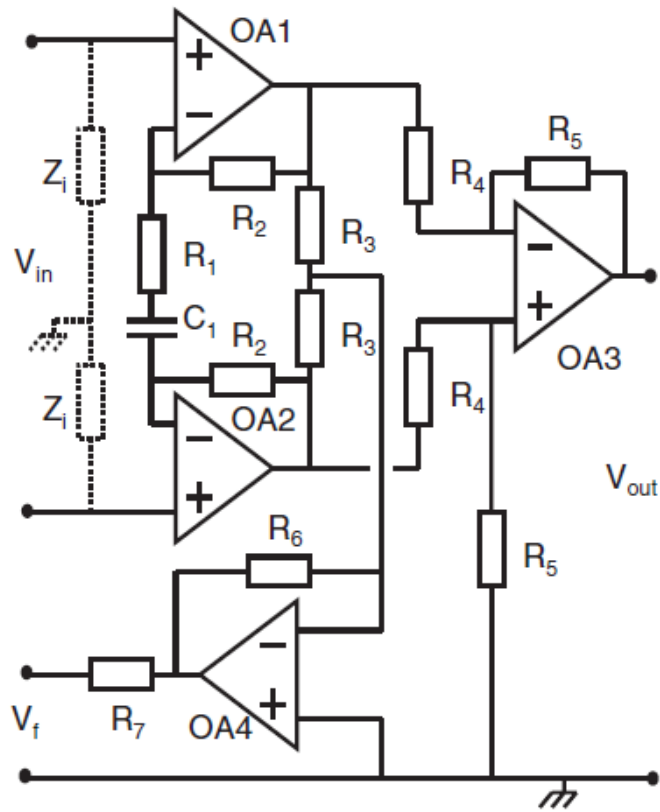 OA1
+
−
Zi
R2
R4
R5
R1
R3
−
Vin
+
C1
R2
R3
OA3
Zi
OA2
R4
−
+
Vout
R6
R5
−
Vf
R7
OA4
+